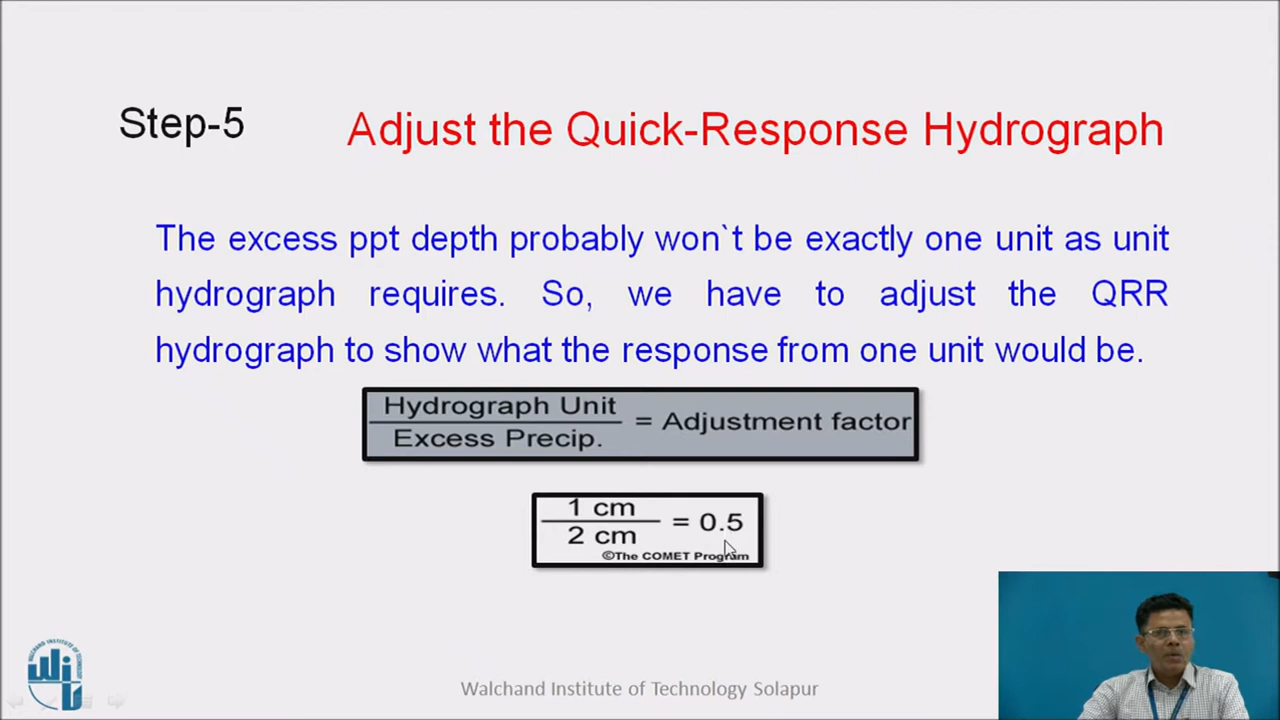 Step-5
Adjust the Quick-Response Hydrograph
The excess ppt depth probably won`t be exactly one unit as unit
hydrograph requires. So, we have to adjust the QRR
hydrograph to show what the response from one unit would be.
Hydrograph Unit
Excess Precip.
= Adjustment factor
1 cm
2 cm
= 0.5
©The COMET Program
Walchand Institute of Technology Solapur